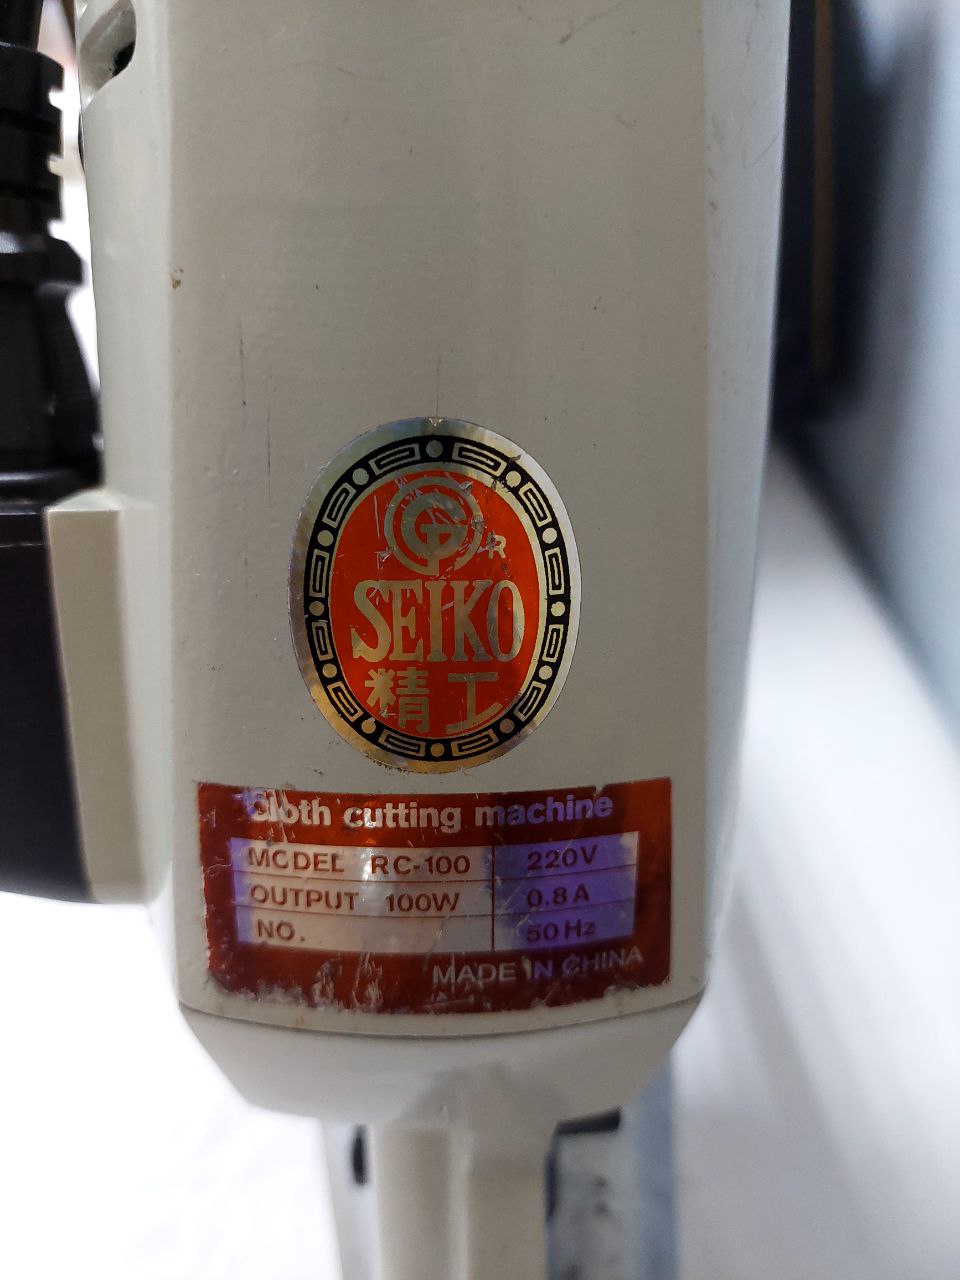 R
SEIKO
精工
Cloth cutting machine
MODEL RC-100 220V
OUTPUT 100W 0.8A
NO. 50Hz
MADE IN CHINA